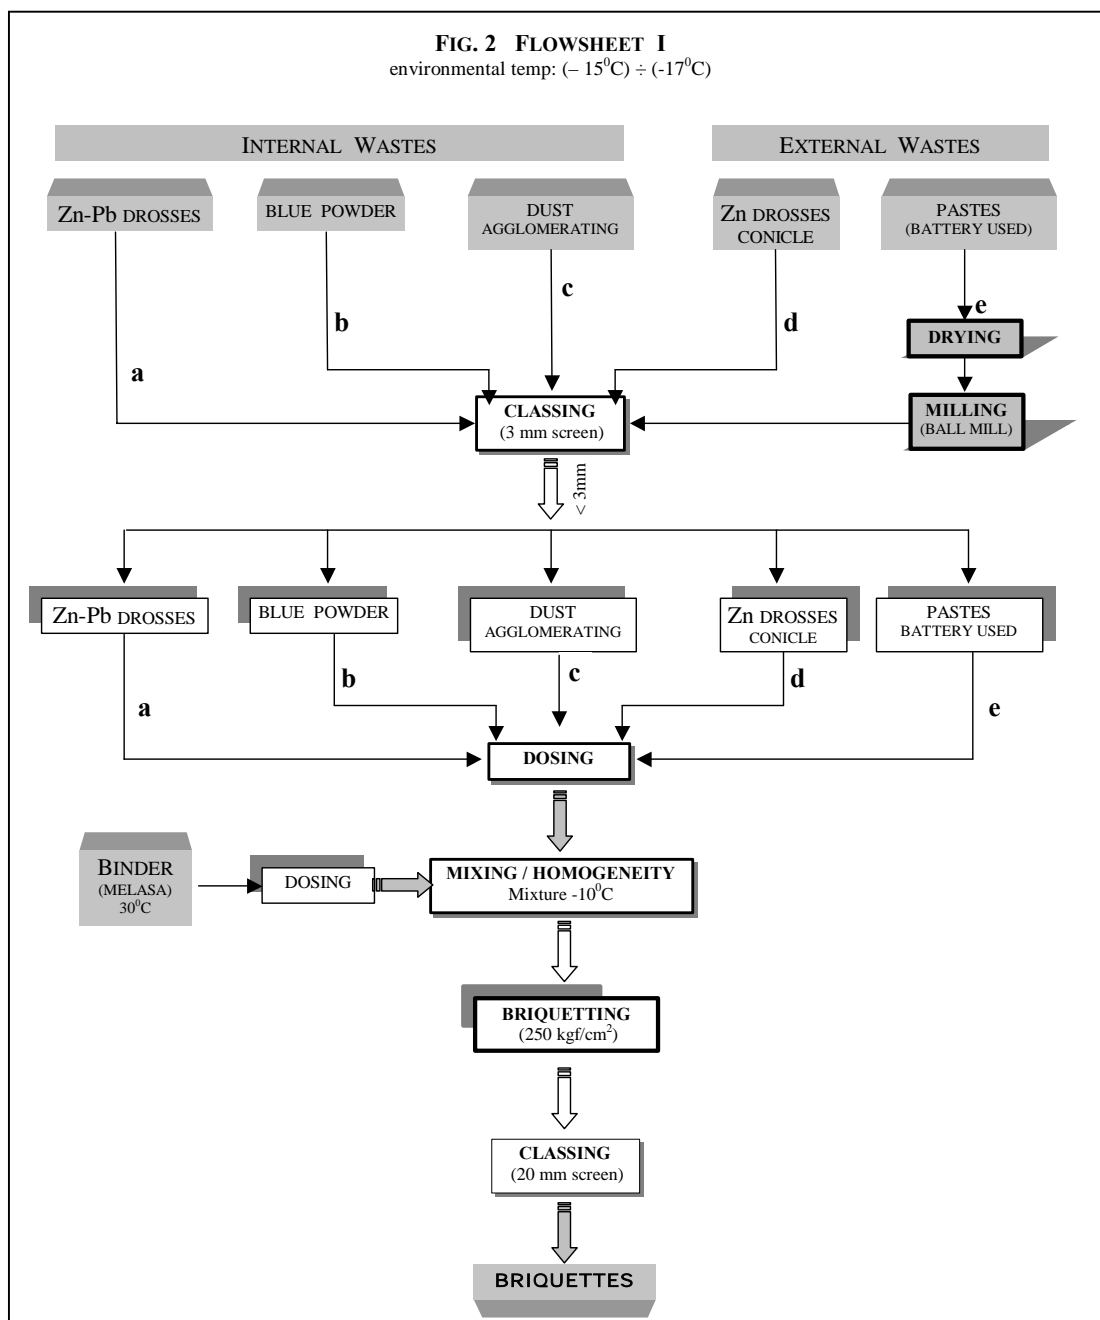 FIG. 2 FLOWSHEET I
environmental temp: (– 15⁰C) ÷ (-17⁰C)
INTERNAL WASTES
EXTERNAL WASTES
Zn-Pb DROSSES
BLUE POWDER
DUST
AGGLOMERATING
Zn DROSSES
CONICLE
PASTES
(BATTERY USED)
a
b
c
d
e
DRYING
MILLING
(BALL MILL)
CLASSING
(3 mm screen)
< 3mm
Zn-Pb DROSSES
BLUE POWDER
DUST
AGGLOMERATING
Zn DROSSES
CONICLE
PASTES
BATTERY USED
a
b
c
d
e
DOSING
BINDER
(MELASA)
30⁰C
DOSING
MIXING / HOMOGENEITY
Mixture -10⁰C
BRIQUETTING
(250 kgf/cm²)
CLASSING
(20 mm screen)
BRIQUETTES